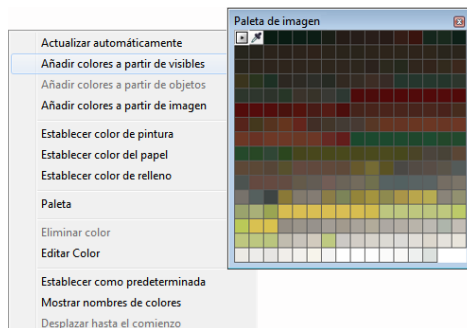 Paleta de imagen
Actualizar automáticamente
Añadir colores a partir de visibles
Añadir colores a partir de objetos
Añadir colores a partir de imagen
Establecer color de pintura
Establecer color del papel
Establecer color de relleno
Paleta
Eliminar color
Editar Color
Establecer como predeterminada
Mostrar nombres de colores
Desplazar hasta el comienzo